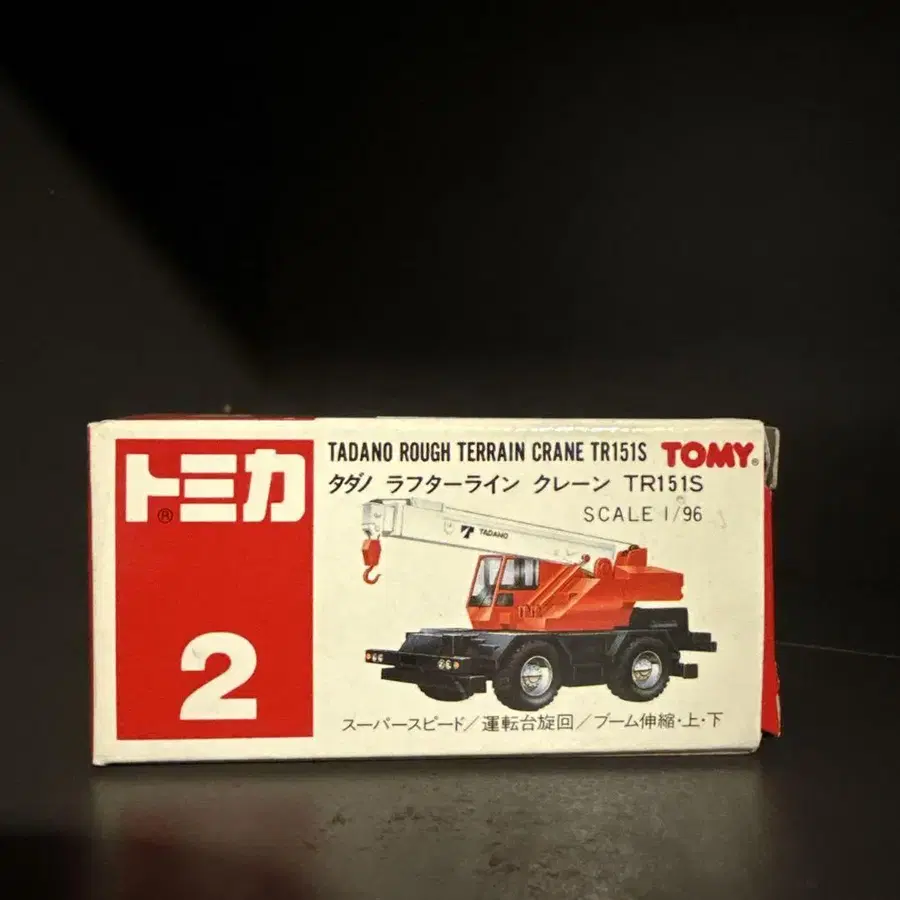 トミカ®
2
TADANO ROUGH TERRAIN CRANE TR151S TOMY®
タダノ ラフターライン クレーン TR151S
SCALE 1/96
TADANO
スーパースピード/運転台旋回/ブーム伸縮・上・下